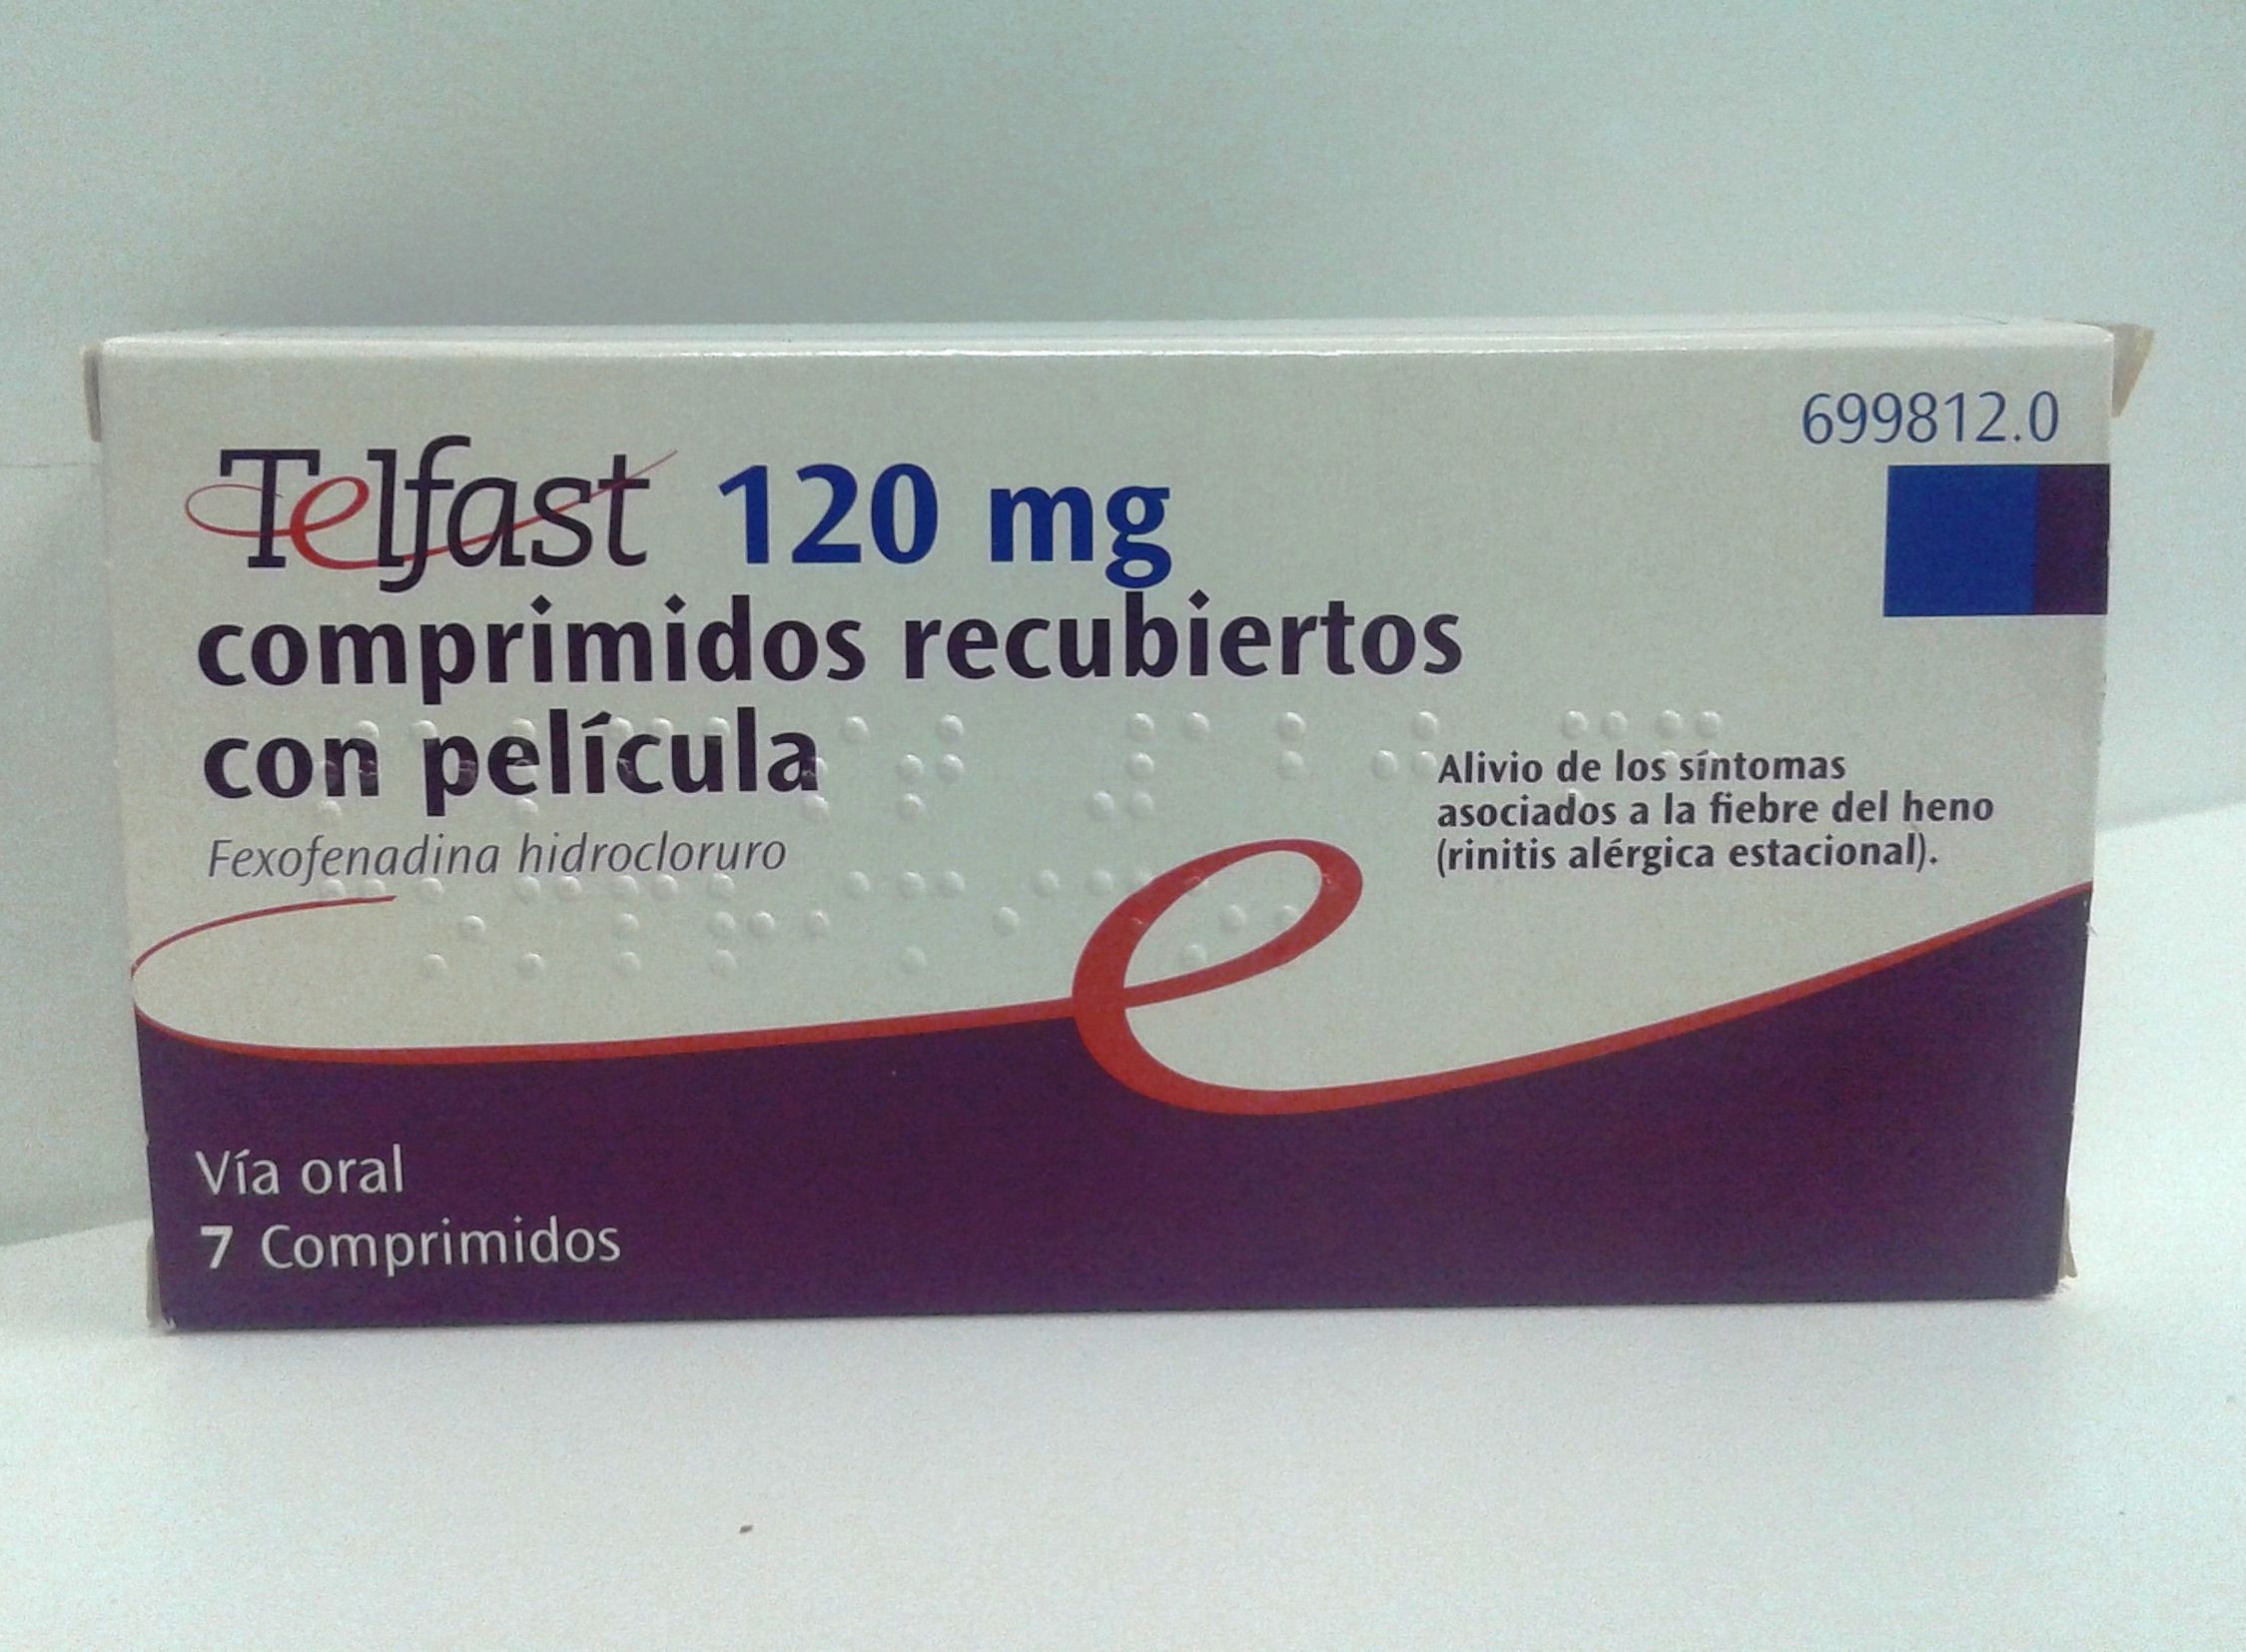 699812.0
Telfast 120 mg
comprimidos recubiertos
con película
Fexofenadina hidrocloruro
Alivio de los síntomas
asociados a la fiebre del heno
(rinitis alérgica estacional).
Vía oral
7 Comprimidos